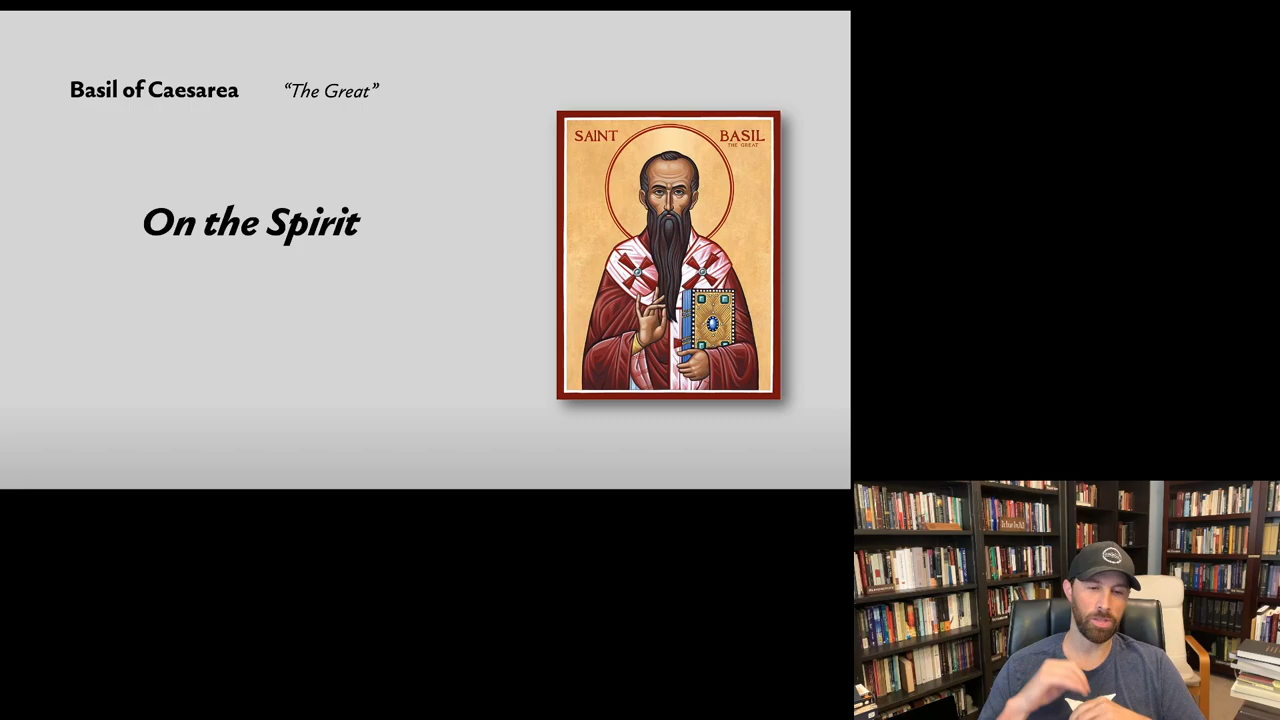 Basil of Caesarea “The Great”
On the Spirit
SAINT BASIL
THE GREAT